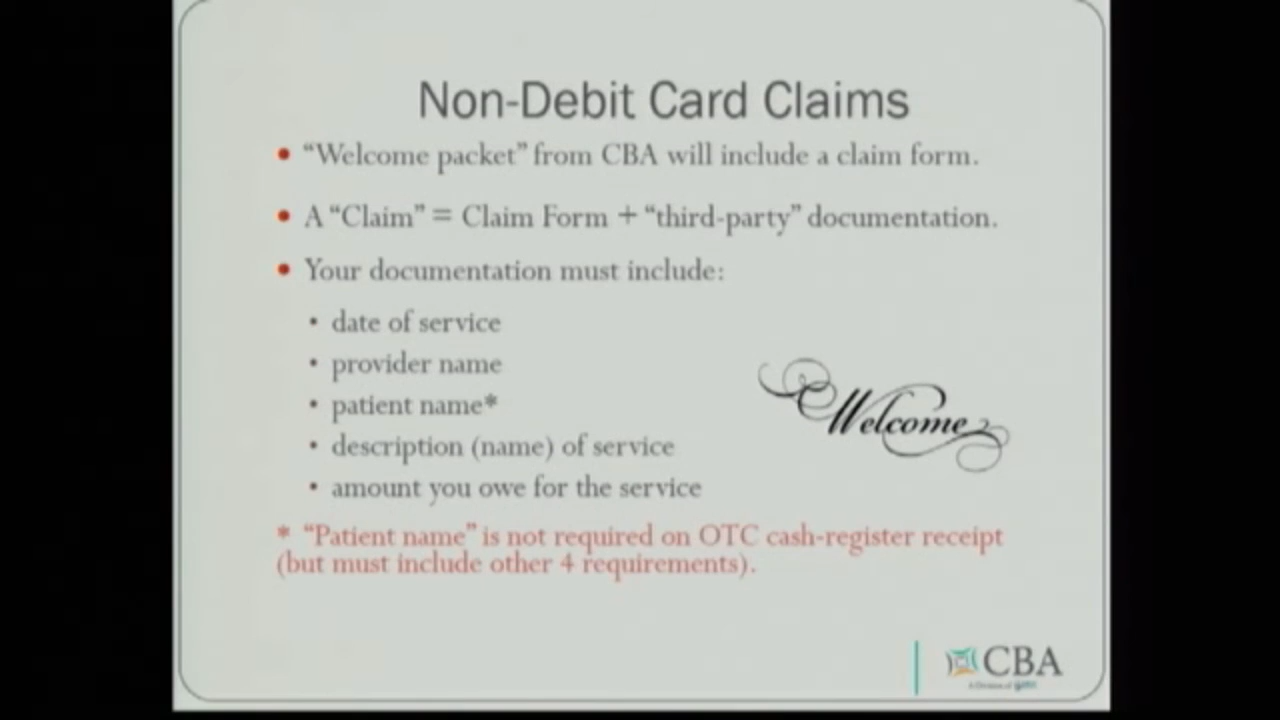 Non-Debit Card Claims
• “Welcome packet” from CBA will include a claim form.
• A “Claim” = Claim Form + “third-party” documentation.
• Your documentation must include:
• date of service
• provider name
• patient name*
• description (name) of service
• amount you owe for the service
Welcome
* “Patient name” is not required on OTC cash-register receipt
(but must include other 4 requirements).
CBA
A Division of